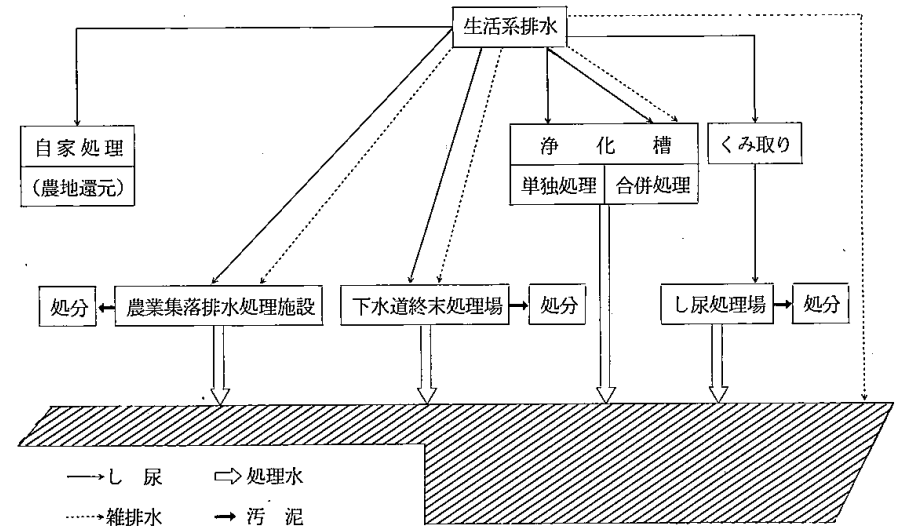 生活系排水
自家処理
(農地還元)
浄化槽
単独処理 合併処理
くみ取り
処分
農業集落排水処理施設
下水道終末処理場
処分
し尿処理場
処分
し尿
処理水
雑排水
汚泥